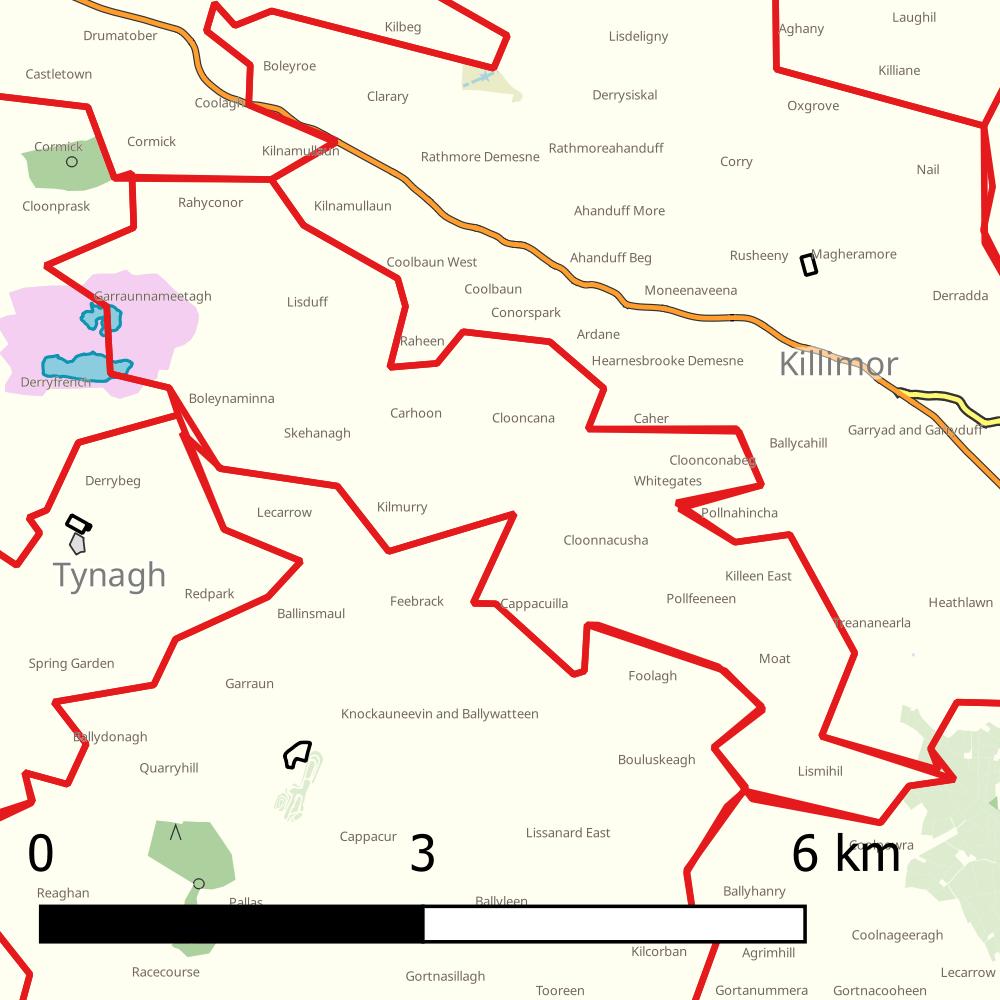 Laughil
Kilbeg
Aghany
Drumatober
Lisdeligny
Boleyroe
Killiane
Castletown
Clarary
Derrysiskal
Coolagh
Oxgrove
Cormick
Cormick
Kilnamullaun
Rathmoreahanduff
Rathmore Demesne
Corry
Nail
Cloonprask
Rahyconor
Kilnamullaun
Ahanduff More
Rusheeny
Magheramore
Ahanduff Beg
Coolbaun West
Coolbaun
Moneenaveena
Garraunnameetagh
Derradda
Lisduff
Conorspark
Ardane
Raheen
Hearnesbrooke Demesne
Killimor
Derryfrench
Boleynaminna
Carhoon
Clooncana
Caher
Skehanagh
Garryad and Garryduff
Ballycahill
Cloonconabeg
Derrybeg
Whitegates
Lecarrow
Kilmurry
Pollnahincha
Cloonnacusha
Tynagh
Killeen East
Redpark
Feebrack
Cappacuilla
Pollfeeneen
Heathlawn
Ballinsmaul
Treananearla
Spring Garden
Moat
Garraun
Foolagh
Knockauneevin and Ballywatteen
Ballydonagh
Quarryhill
Bouluskeagh
Lismihil
Cappacur
Lissanard East
Cooloowra
0
3
6 km
Reaghan
Pallas
Ballyleen
Ballyhanry
Coolnageeragh
Kilcorban
Agrimhill
Racecourse
Gortnasillagh
Lecarrow
Tooreen
Gortanummera
Gortnacooheen